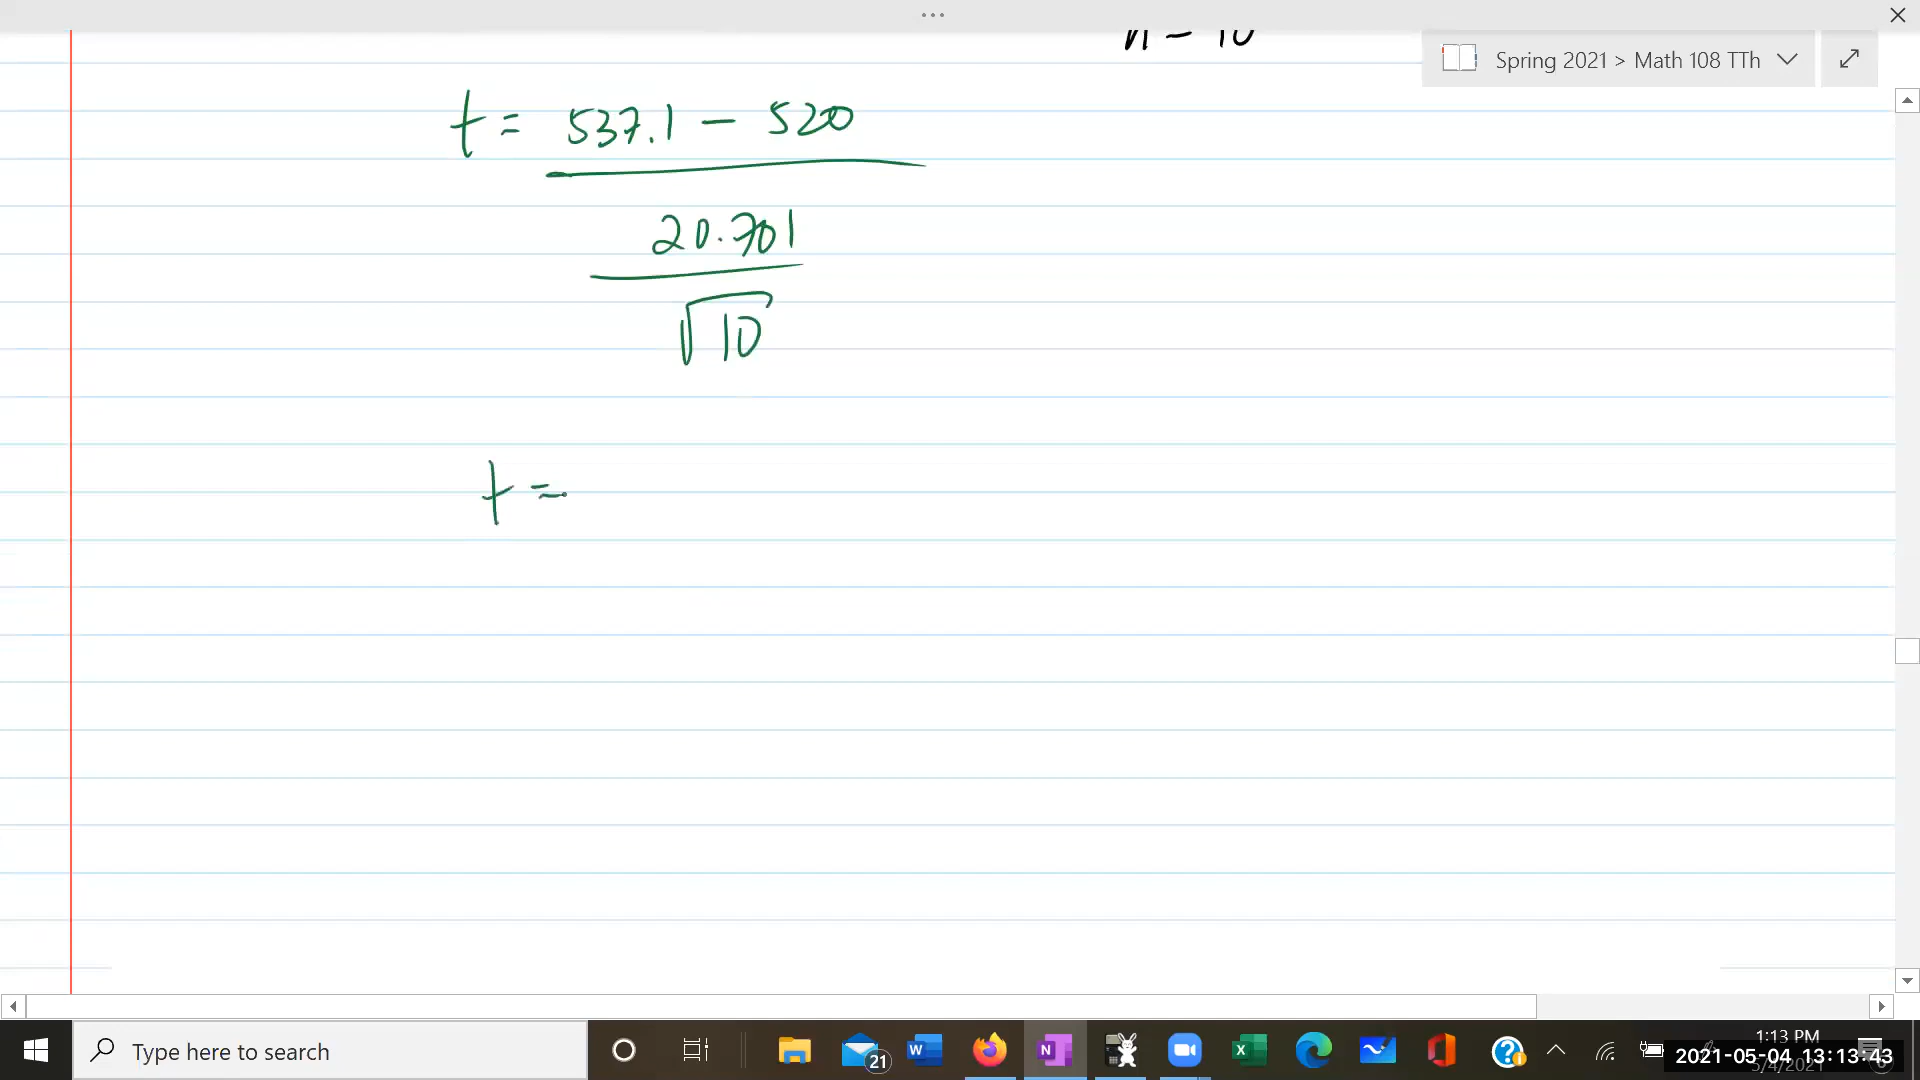 n = 10
Spring 2021 > Math 108 TTh
t = 537.1 - 520
20.701
√10
t =
Type here to search
21
1:13 PM
2021-05-04 13:13:43